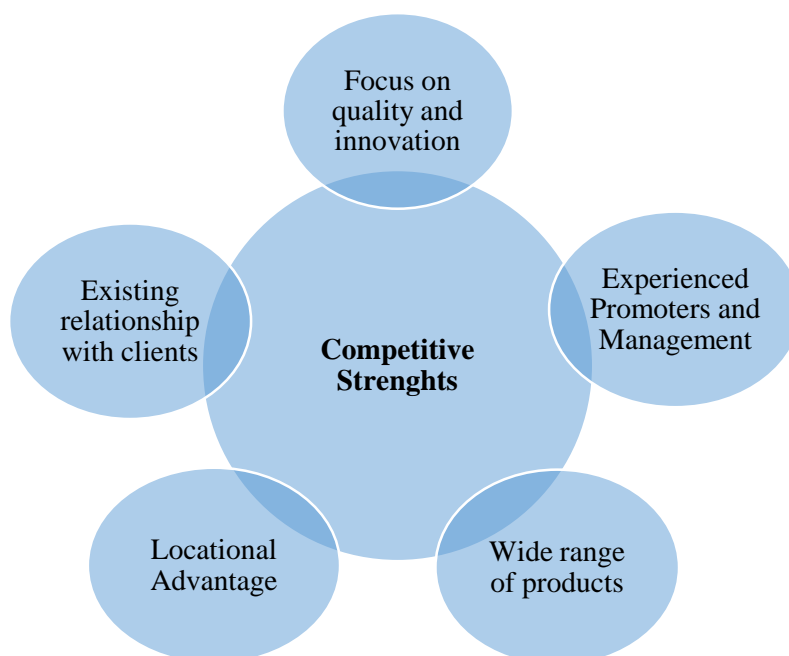 Focus on
quality and
innovation
Existing
relationship
with clients
Experienced
Promoters and
Management
Competitive
Strenghts
Locational
Advantage
Wide range
of products